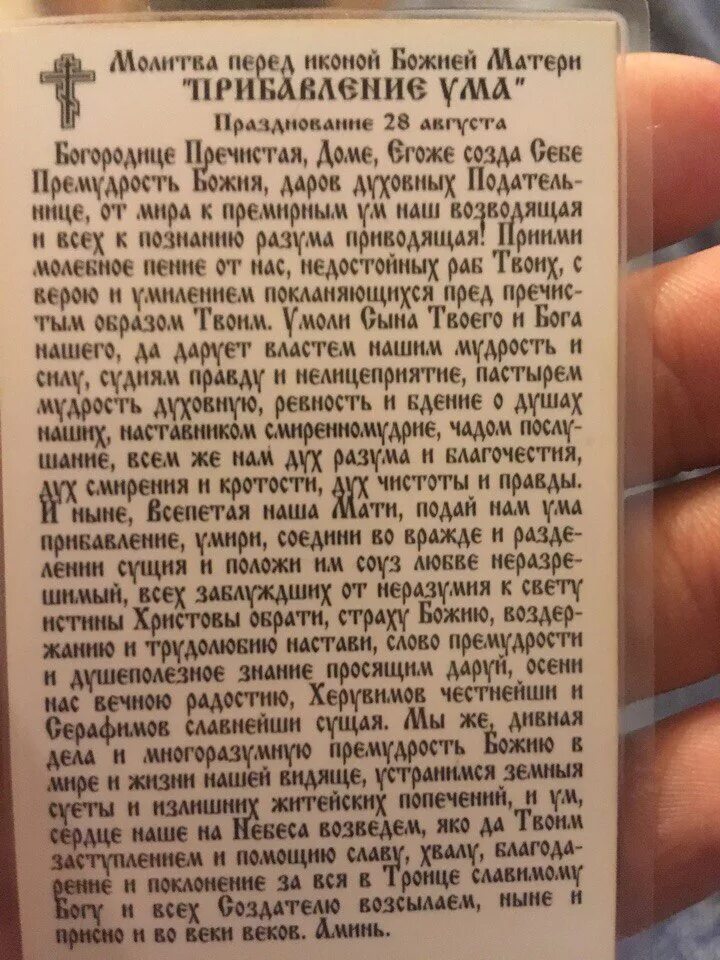 Молитва перед иконой Божией Матери
"ПРИБАВЛЕНИЕ УМА"
Празднование 28 августа
Богородице Пречистая, Доме, Егоже созда Себе
Премудрость Божия, даров духовных Податель-
нице, от мира к премирным ум наш возводящая
и всех к познанию разума приводящая! Приими
молебное пение от нас, недостойных раб Твоих, с
верою и умилением покланяющихся пред пречис-
тым образом Твоим. Умоли Сына Твоего и Бога
нашего, да дарует властем нашим мудрость и
силу, судиям правду и нелицеприятие, пастырем
мудрость духовную, ревность и бдение о душах
наших, наставником смиренномудрие, чадом послу-
шание, всем же нам дух разума и благочестия,
дух смирения и кротости, дух чистоты и правды.
И ныне, Всепетая наша Мати, подай нам ума
прибавление, умири, соедини во вражде и разде-
лении сущия и положи им союз любве неразре-
шимый, всех заблуждших от неразумия к свету
истины Христовы обрати, страху Божию, воздер-
жанию и трудолюбию настави, слово премудрости
и душеполезное знание просящим даруй, осени
нас вечною радостию, Херувимов честнейши и
Серафимов славнейши сущая. Мы же, дивная
дела и многоразумную премудрость Божию в
мире и жизни нашей видяще, устранимся земныя
суеты и излишних житейских попечений, и ум,
сердце наше на Небеса возведем, яко да Твоим
заступлением и помощию славу, хвалу, благода-
рение и поклонение за вся в Троице славимому
Богу и всех Создателю возсылаем, ныне и
присно и во веки веков. Аминь.